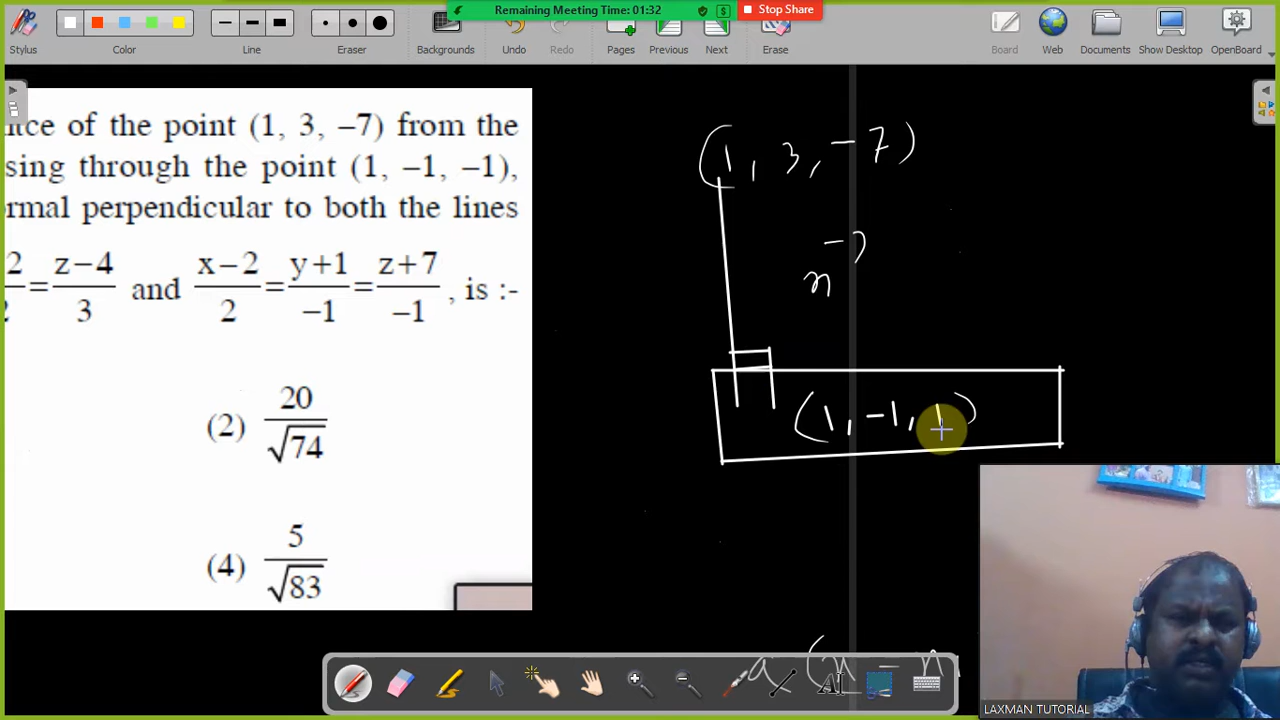 Remaining Meeting Time: 01:32
Stop Share
Stylus
Color
Line
Eraser
Backgrounds
Undo
Redo
Pages
Previous
Next
Erase
Board
Web
Documents
Show Desktop
OpenBoard
of the point (1, 3, –7) from the
sing through the point (1, –1, –1),
rmal perpendicular to both the lines
2/2 = z–4/3 and x–2/2 = y+1/–1 = z+7/–1 , is :-
(2) 20/√74
(4) 5/√83
(1, 3, -7)
n⃗
(1, -1, 1)
a (x - x
AI
LAXMAN TUTORIAL